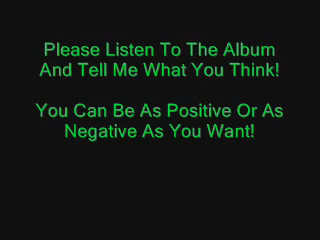 Please Listen To The Album
And Tell Me What You Think!
You Can Be As Positive Or As
Negative As You Want!